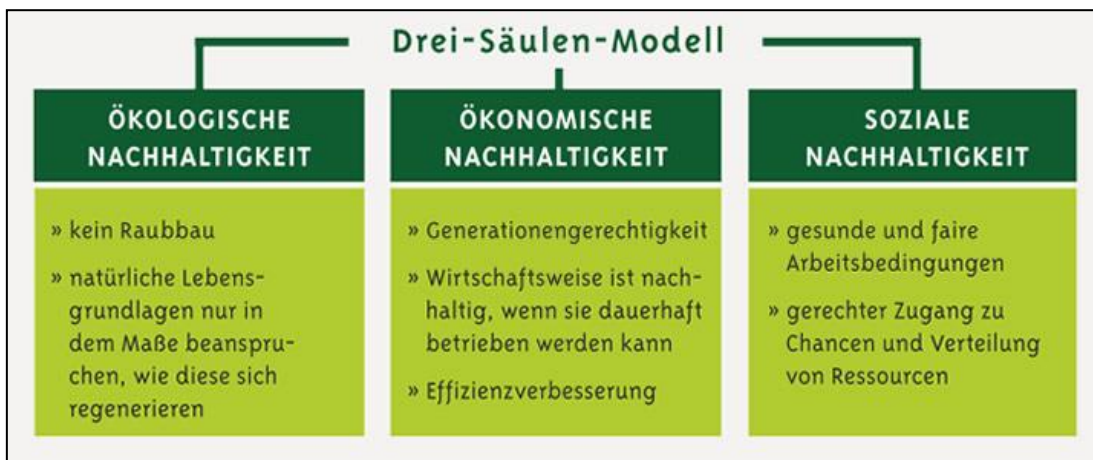 Drei-Säulen-Modell
ÖKOLOGISCHE
NACHHALTIGKEIT
» kein Raubbau
» natürliche Lebens-
grundlagen nur in
dem Maße beanspru-
chen, wie diese sich
regenerieren
ÖKONOMISCHE
NACHHALTIGKEIT
» Generationengerechtigkeit
» Wirtschaftsweise ist nach-
haltig, wenn sie dauerhaft
betrieben werden kann
» Effizienzverbesserung
SOZIALE
NACHHALTIGKEIT
» gesunde und faire
Arbeitsbedingungen
» gerechter Zugang zu
Chancen und Verteilung
von Ressourcen